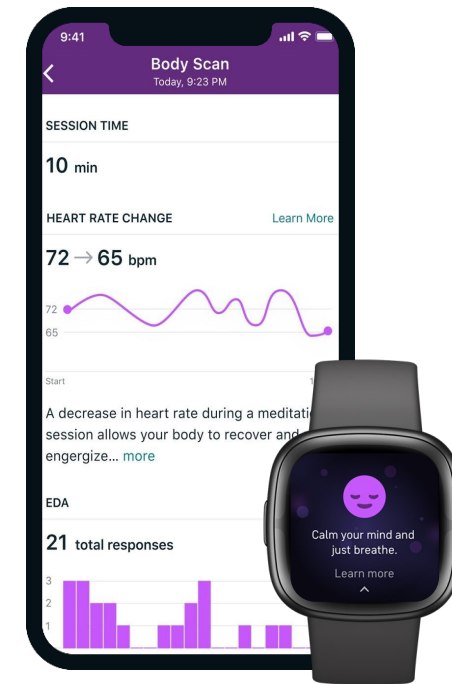 9:41
Body Scan
Today, 9:23 PM
SESSION TIME
10 min
HEART RATE CHANGE Learn More
72 → 65 bpm
72
65
Start
A decrease in heart rate during a
session allows your body to recover and
engergize... more
EDA
21 total responses
3
2
1
Calm your mind and
just breathe.
Learn more